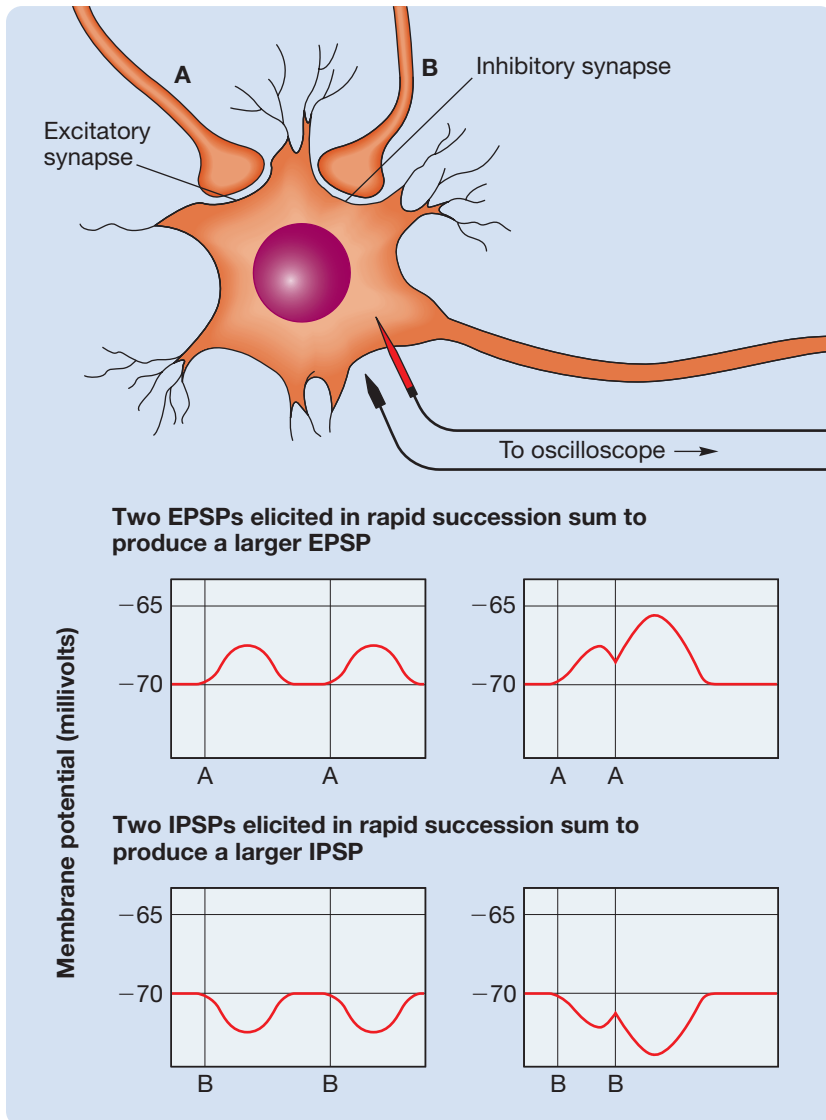 A
B
Inhibitory synapse
Excitatory
synapse
To oscilloscope →
Two EPSPs elicited in rapid succession sum to
produce a larger EPSP
Membrane potential (millivolts)
−65
−70
A
A
A
A
Two IPSPs elicited in rapid succession sum to
produce a larger IPSP
−65
−70
B
B
−65
−70
B
B
−65
−70